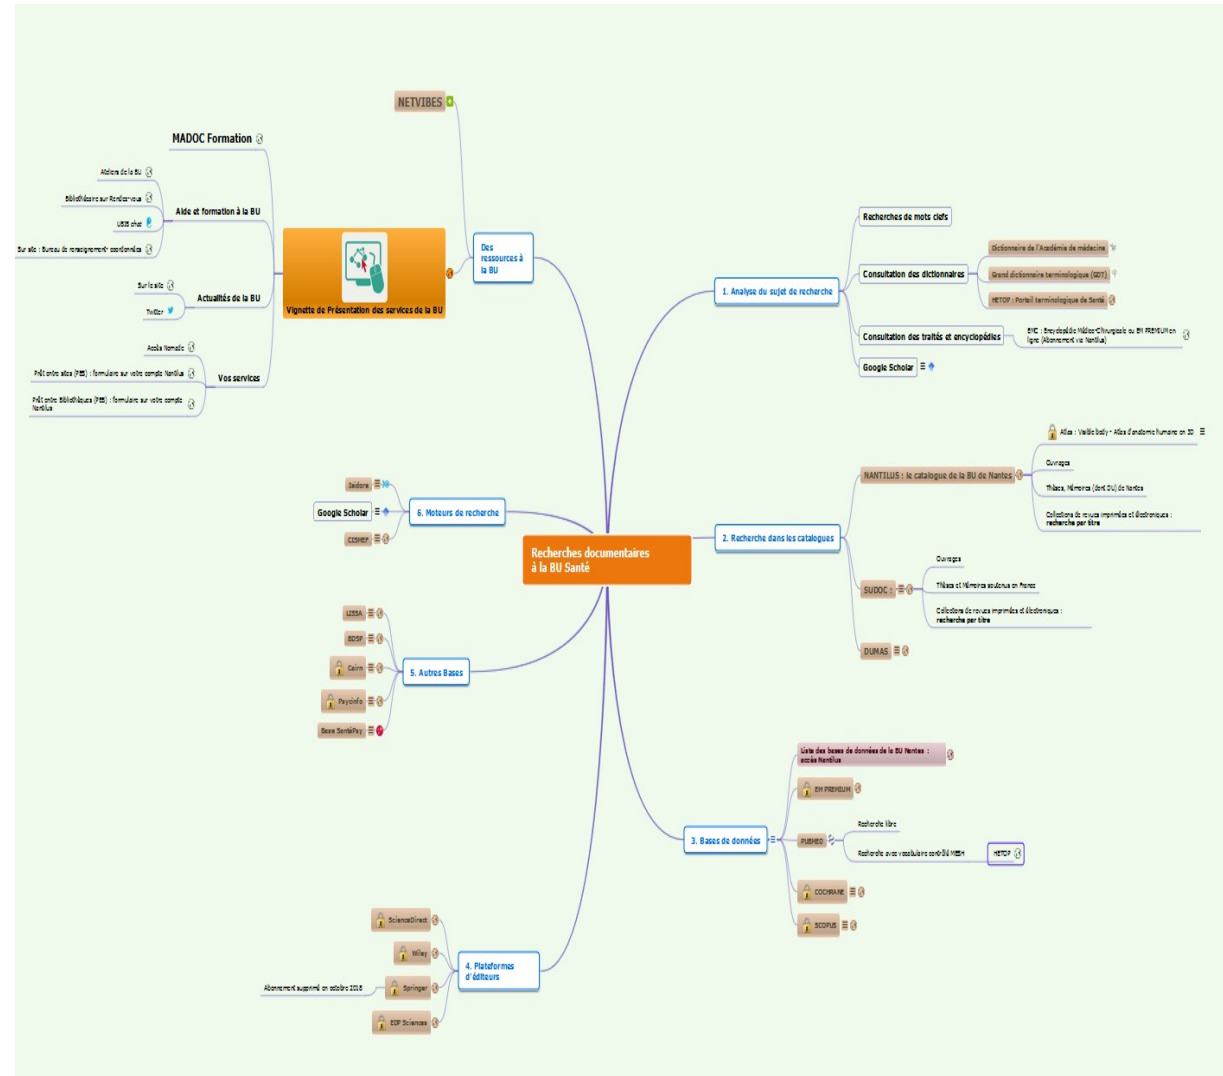 Recherches documentaires
à la BU Santé
1. Analyse du sujet de recherche
Recherches de mots clefs
Consultation des dictionnaires
Dictionnaire de l'Académie de médecine
Grand dictionnaire terminologique (GDT)
HETOP : Portail terminologique de Santé
Consultation des traités et encyclopédies
EMC : Encyclopédie Médico-Chirurgicale ou EM PREMIUM en
ligne (Abonnement via Nantilus)
Google Scholar
2. Recherche dans les catalogues
NANTILUS : le catalogue de la BU de Nantes
Atlas : Visible body - Atlas d'anatomie humaine en 3D
Ouvrages
Thèses, Mémoires (dont DU) de Nantes
Collections de revues imprimées et électroniques :
recherche par titre
SUDOC :
Ouvrages
Thèses et Mémoires soutenus en France
Collections de revues imprimées et électroniques :
recherche par titre
DUMAS
3. Bases de données
Liste des bases de données de la BU Nantes :
accès Nantilus
EM PREMIUM
PUBMED
Recherche libre
Recherche avec vocabulaire contrôlé MESH
HETOP
COCHRANE
SCOPUS
4. Plateformes
d'éditeurs
ScienceDirect
Wiley
Springer
Abonnement supprimé en octobre 2018
EDP Sciences
5. Autres Bases
LISSA
BDSP
Cairn
Psycinfo
Base SantéPsy
6. Moteurs de recherche
Isidore
Google Scholar
CISMEF
Des
ressources à
la BU
NETVIBES
Vignette de Présentation des services de la BU
MADOC Formation
Aide et formation à la BU
Ateliers de la BU
Bibliothécaire sur Rendez-vous
UBIB chat
Sur site : Bureau de renseignement- coordonnées
Actualités de la BU
Sur le site
Twitter
Vos services
Accès Nomade
Prêt entre sites (PES) : formulaire sur votre compte Nantilus
Prêt entre Bibliothèques (PEB) : formulaire sur votre compte
Nantilus